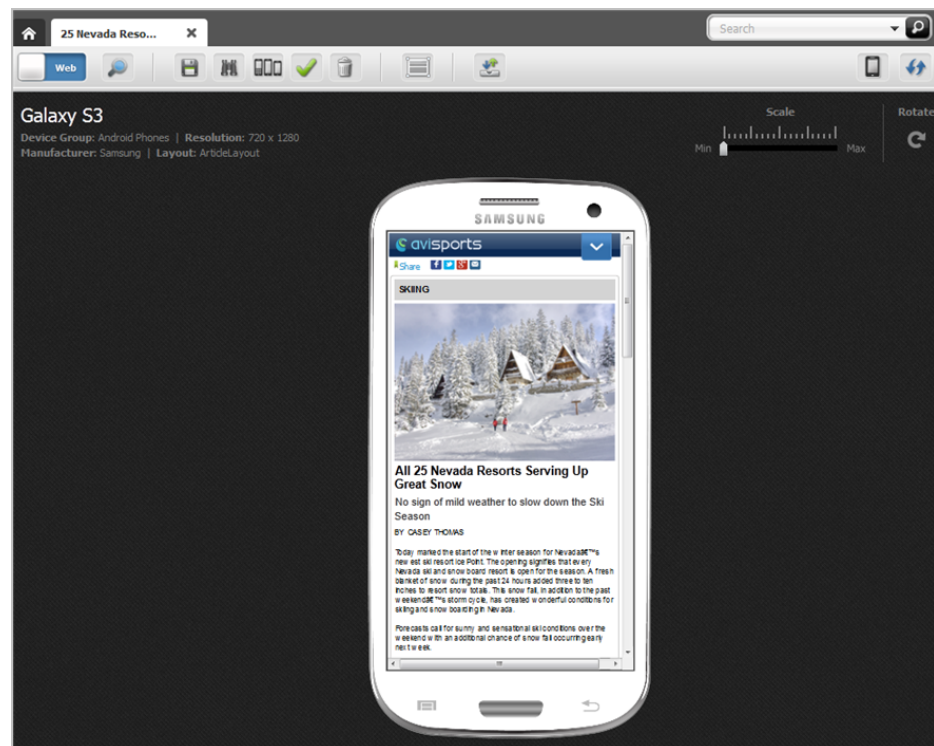 25 Nevada Reso...
Search
Web
Galaxy S3
Device Group: Android Phones | Resolution: 720 x 1280
Manufacturer: Samsung | Layout: ArticleLayout
Scale
Min
Max
Rotate
SAMSUNG
avisports
Share
SKIING
All 25 Nevada Resorts Serving Up
Great Snow
No sign of mild weather to slow down the Ski
Season
BY CASEY THOMAS
Today marked the start of the winter season for Nevadaâ€™s
newest ski resort Ice Point. The opening signifies that every
Nevada ski and snow board resort is open for the season. A fresh
blanket of snow during the past 24 hours added three to ten
inches to resort snow totals. This snow fall, in addition to the past
weekendâ€™s storm cycle, has created wonderful conditions for
skiing and snow boarding in Nevada.
Forecasts call for sunny and sensational ski conditions over the
weekend with an additional chance of snow fall occurring early
next week.